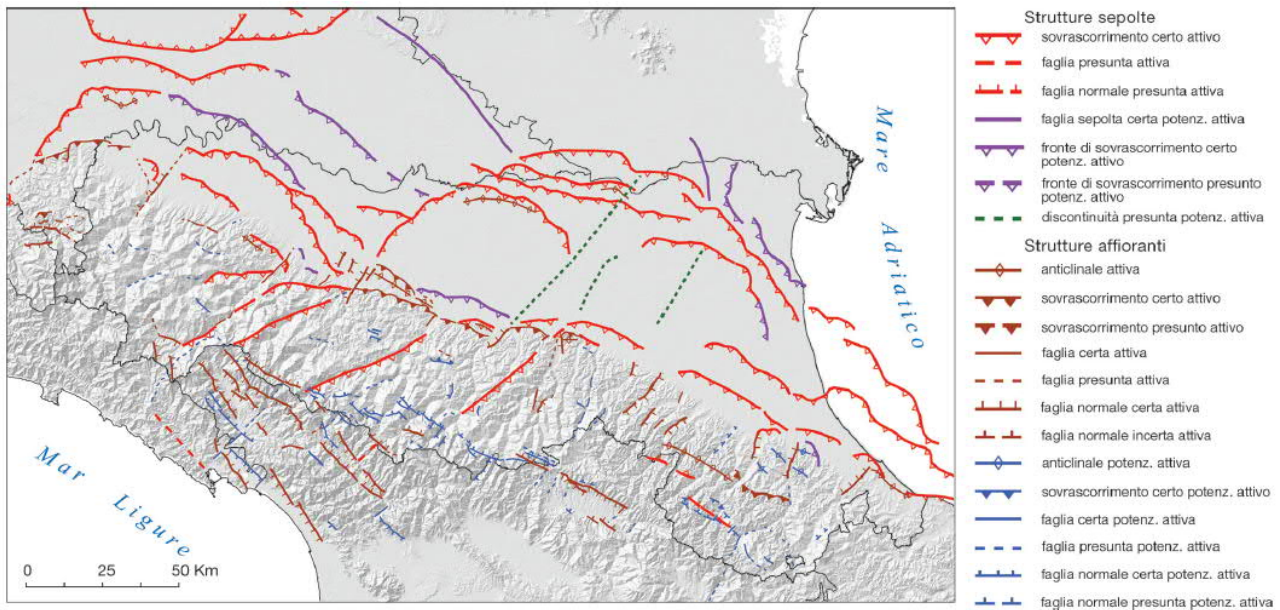 Mare
Adriatico
Mar Ligure
0 25 50 Km
Strutture sepolte
sovrascorrimento certo attivo
faglia presunta attiva
faglia normale presunta attiva
faglia sepolta certa potenz. attiva
fronte di sovrascorrimento certo
potenz. attivo
fronte di sovrascorrimento presunto
potenz. attivo
discontinuità presunta potenz. attiva
Strutture affioranti
anticlinale attiva
sovrascorrimento certo attivo
sovrascorrimento presunto attivo
faglia certa attiva
faglia presunta attiva
faglia normale certa attiva
faglia normale incerta attiva
anticlinale potenz. attiva
sovrascorrimento certo potenz. attivo
faglia certa potenz. attiva
faglia presunta potenz. attiva
faglia normale certa potenz. attiva
faglia normale presunta potenz. attiva